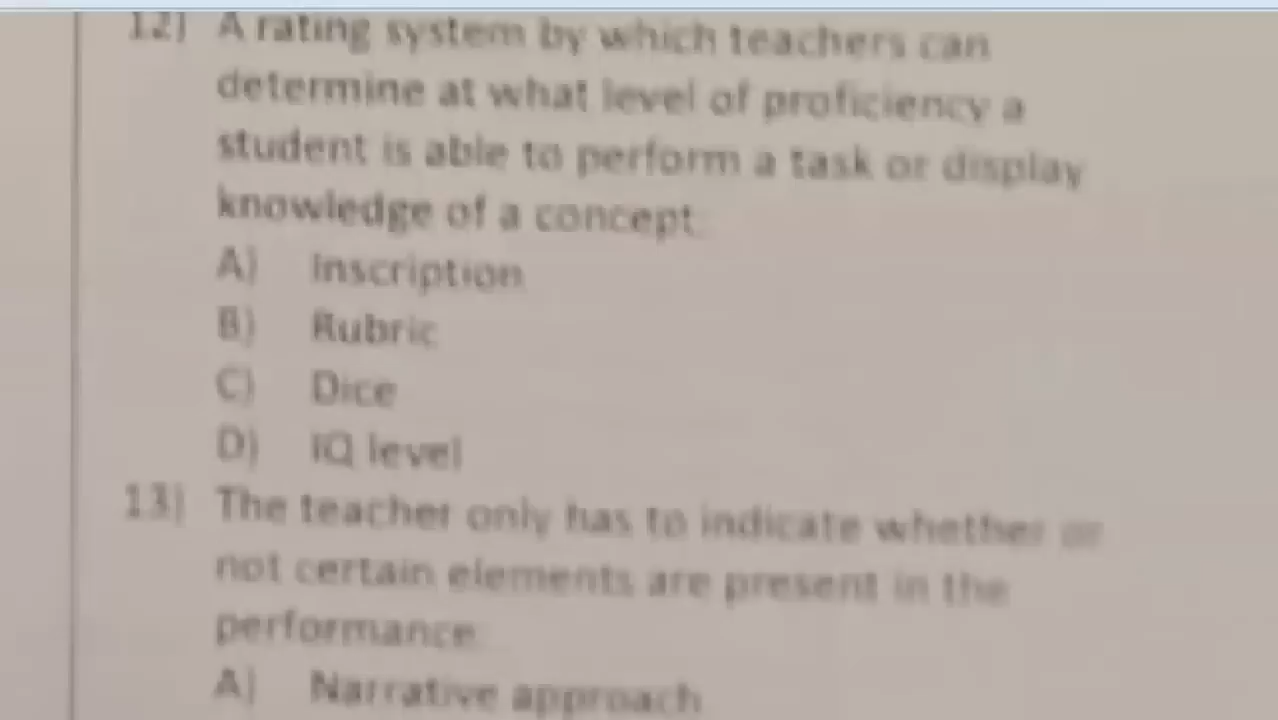 12) A rating system by which teachers can
determine at what level of proficiency a
student is able to perform a task or display
knowledge of a concept:
A) Inscription
B) Rubric
C) Dice
D) IQ level
13) The teacher only has to indicate whether or
not certain elements are present in the
performance:
A) Narrative approach